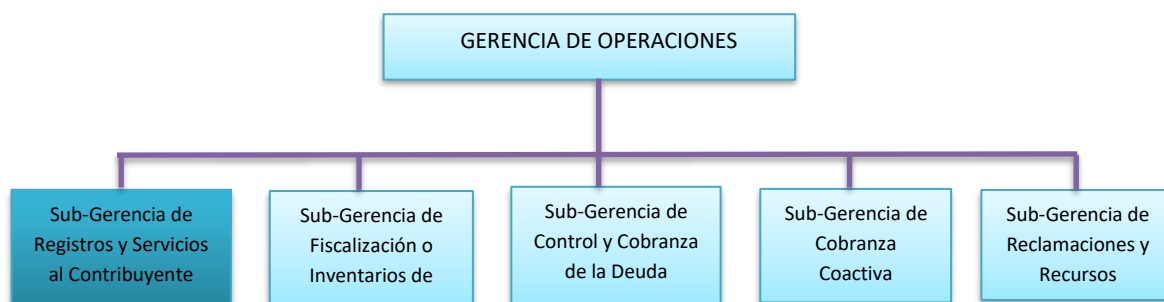 GERENCIA DE OPERACIONES
Sub-Gerencia de
Registros y Servicios
al Contribuyente
Sub-Gerencia de
Fiscalización o
Inventarios de
Sub-Gerencia de
Control y Cobranza
de la Deuda
Sub-Gerencia de
Cobranza
Coactiva
Sub-Gerencia de
Reclamaciones y
Recursos